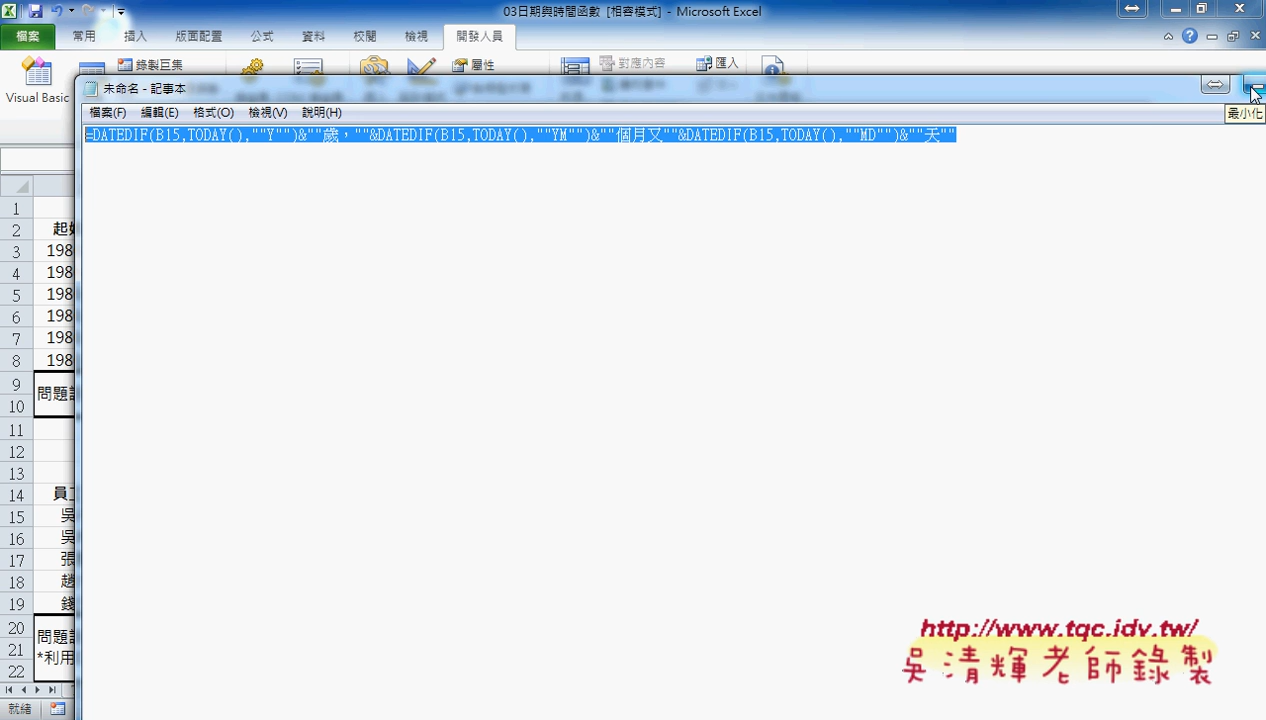 03日期與時間函數 [相容模式] - Microsoft Excel
檔案 常用 插入 版面配置 公式 資料 校閱 檢視 開發人員
Visual Basic 錄製巨集 屬性 對應內容 匯入
未命名 - 記事本
最小化
檔案(F) 編輯(E) 格式(O) 檢視(V) 說明(H)
=DATEDIF(B15,TODAY(),""Y"")&""歲，""&DATEDIF(B15,TODAY(),""YM"")&""個月又""&DATEDIF(B15,TODAY(),""MD"")&""天""
1
2 起
3 198
4 198
5 198
6 198
7 198
8 198
9 問題
10
11
12
13
14 員
15 吳
16 吳
17 張
18 趙
19 錢
20 問題
21 *利用
22
就緒
http://www.tqc.idv.tw/
吳清輝老師錄製